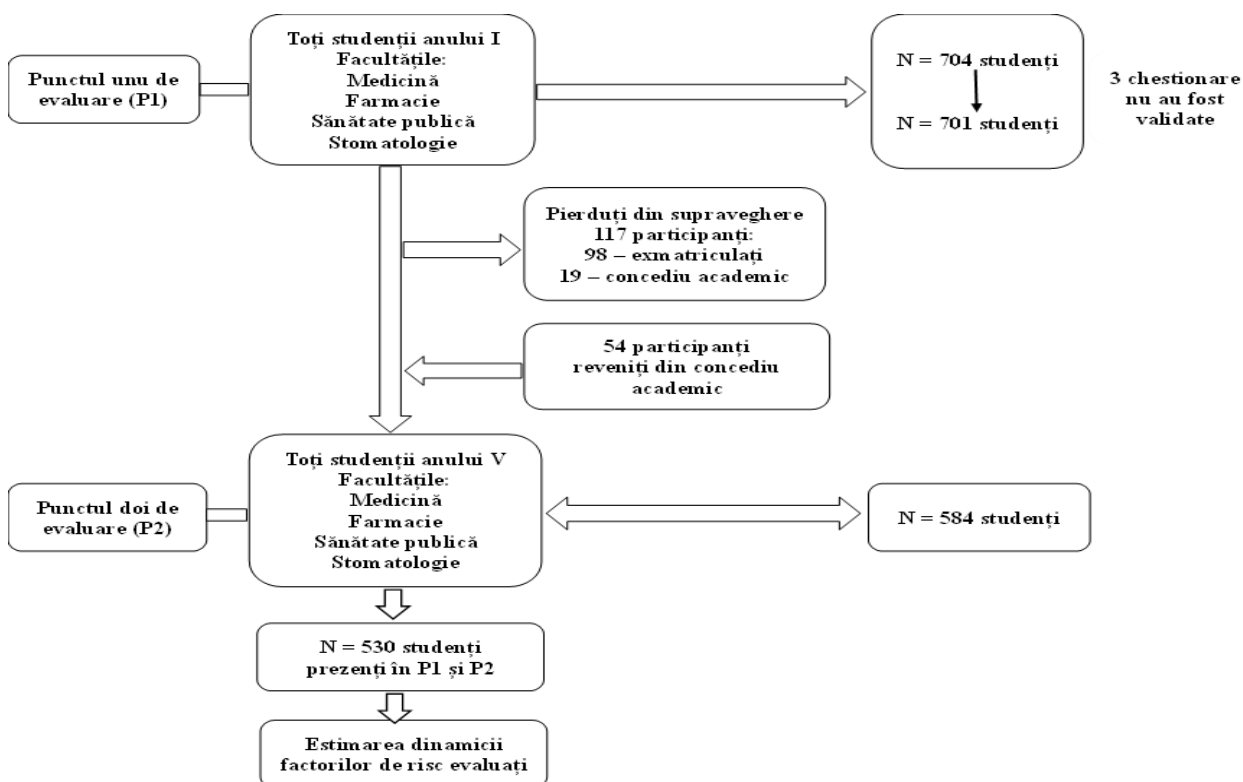 Punctul unu de
evaluare (P1)
Toți studenții anului I
Facultățile:
Medicină
Farmacie
Sănătate publică
Stomatologie
N = 704 studenți
N = 701 studenți
3 chestionare
nu au fost
validate
Pierduți din supraveghere
117 participanți:
98 – exmatriculați
19 – concediu academic
54 participanți
reveniți din concediu
academic
Punctul doi de
evaluare (P2)
Toți studenții anului V
Facultățile:
Medicină
Farmacie
Sănătate publică
Stomatologie
N = 584 studenți
N = 530 studenți
prezenți în P1 și P2
Estimarea dinamicii
factorilor de risc evaluați